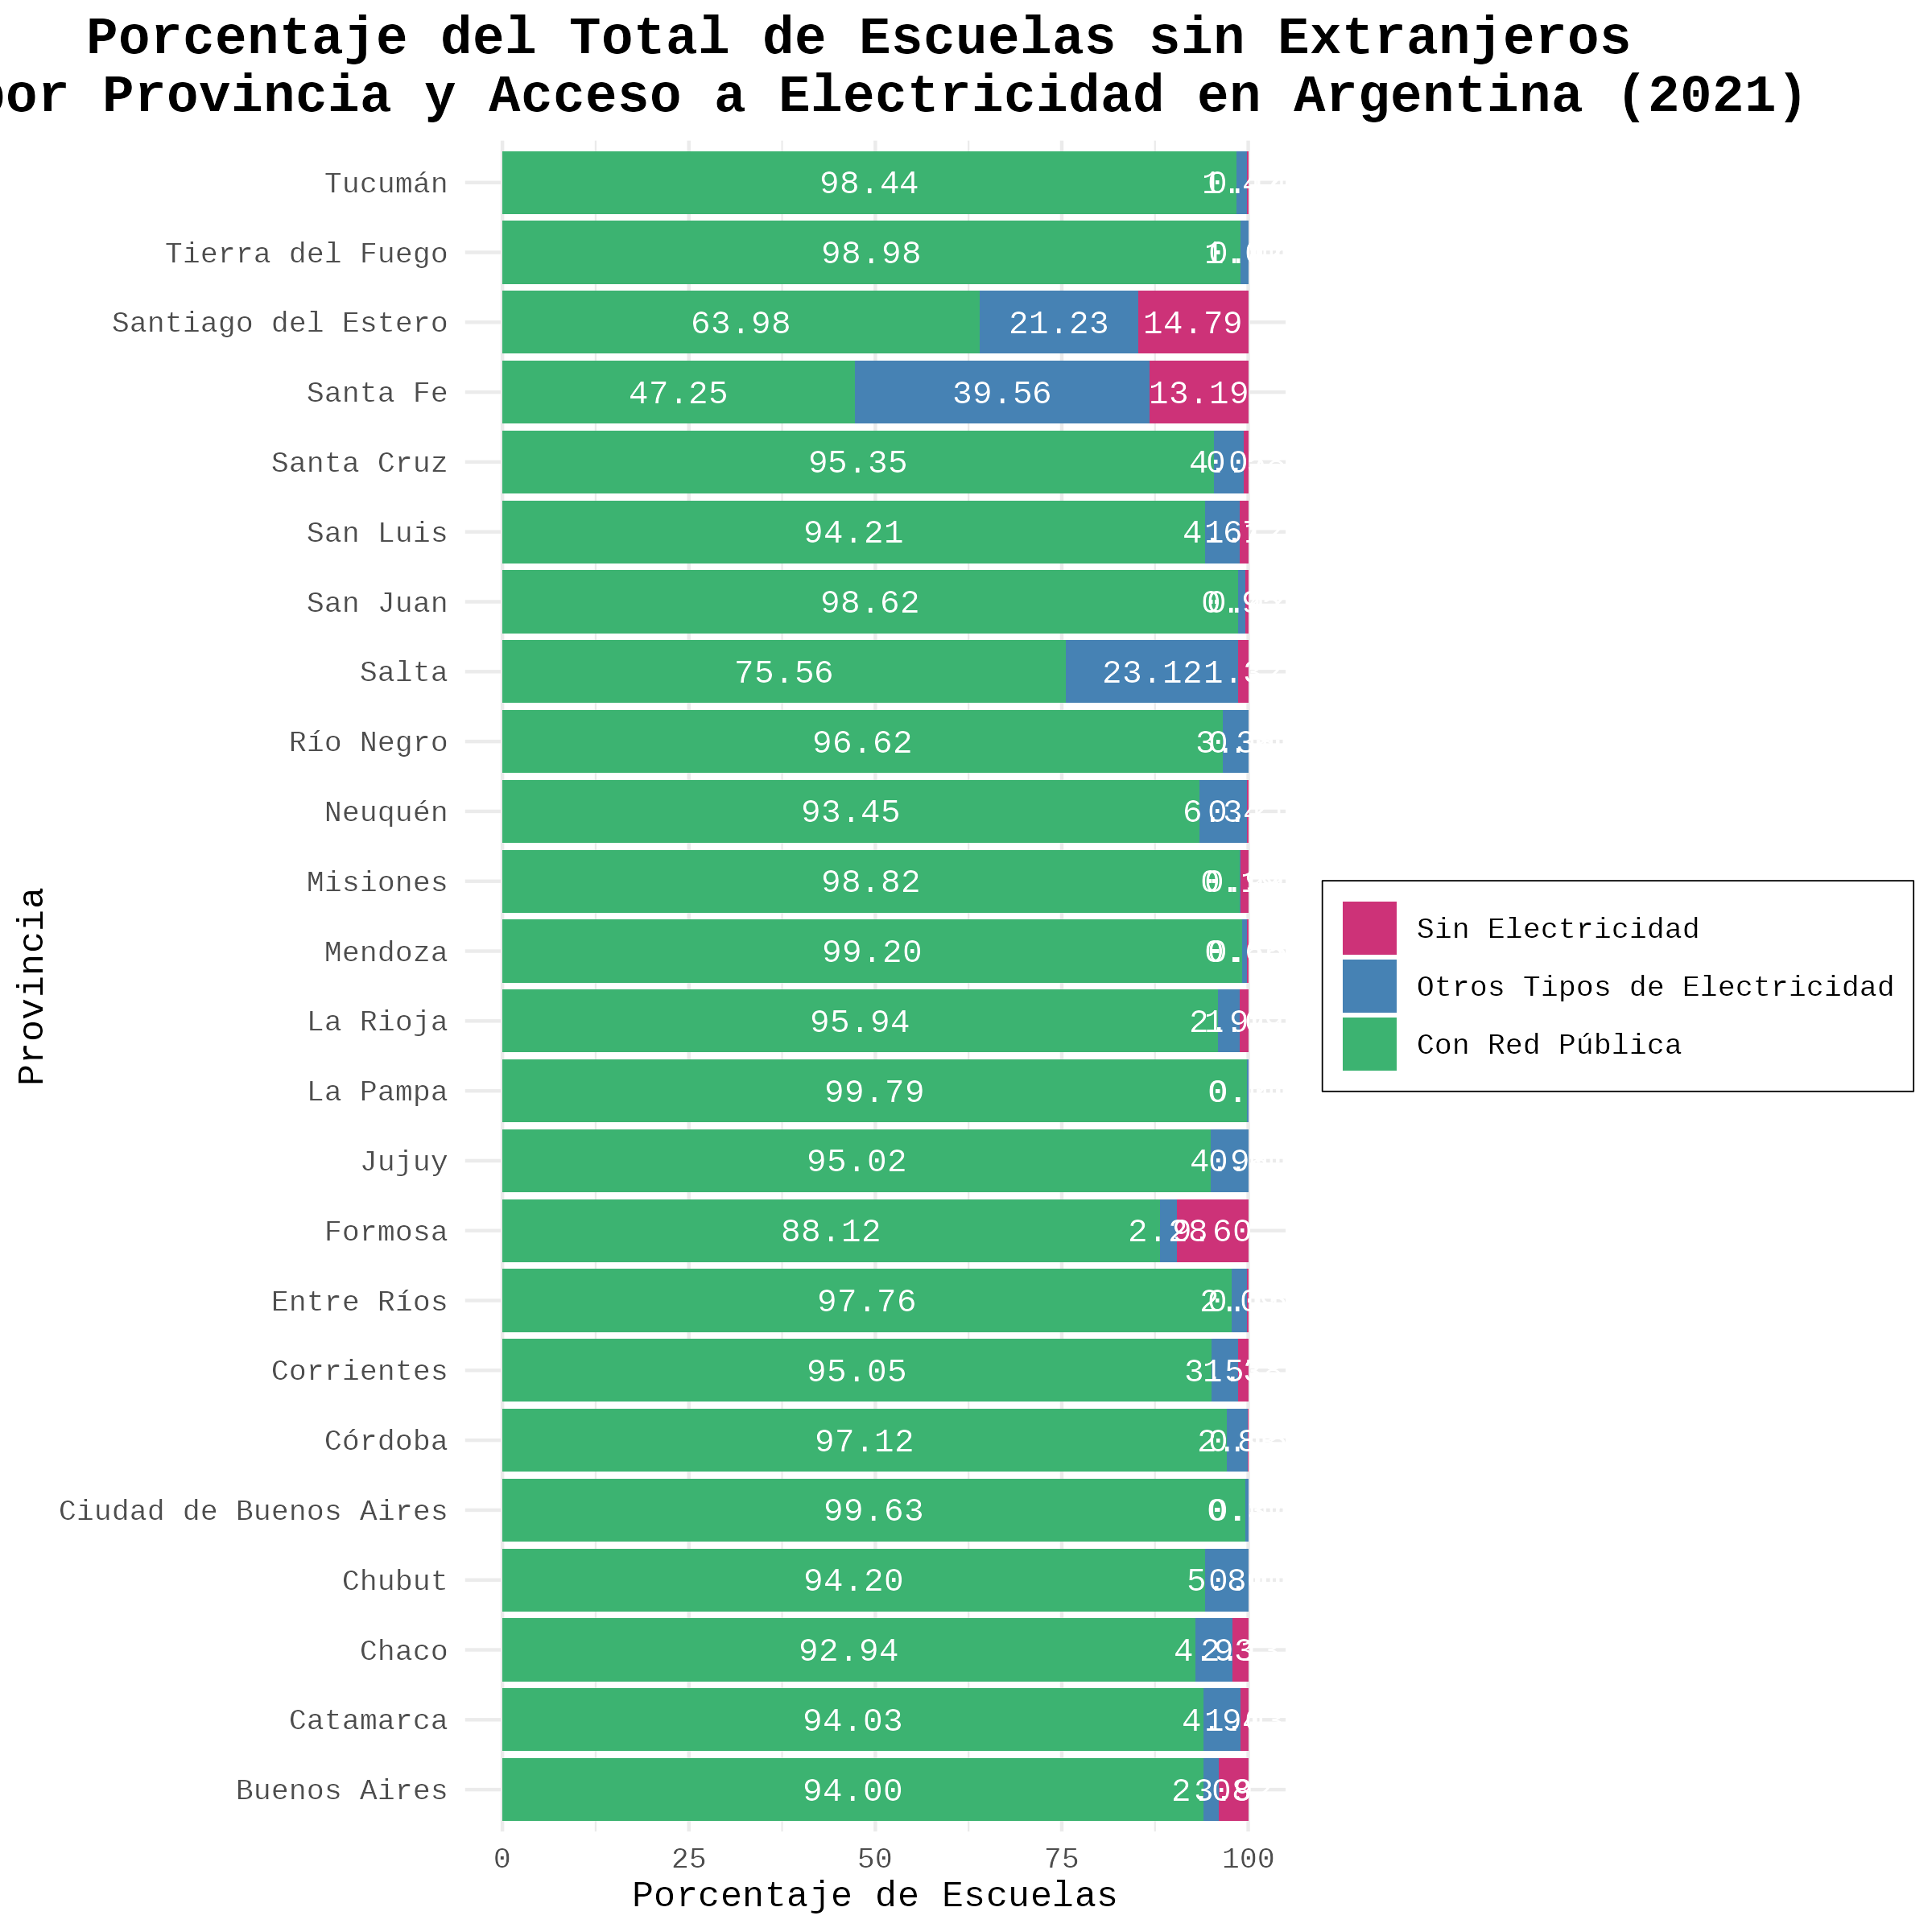 Porcentaje del Total de Escuelas sin Extranjeros
por Provincia y Acceso a Electricidad en Argentina (2021)
Provincia
Tucumán 98.44
Tierra del Fuego 98.98
Santiago del Estero 63.98 21.23 14.79
Santa Fe 47.25 39.56 13.19
Santa Cruz 95.35
San Luis 94.21
San Juan 98.62
Salta 75.56 23.12
Río Negro 96.62
Neuquén 93.45
Misiones 98.82
Mendoza 99.20
La Rioja 95.94
La Pampa 99.79
Jujuy 95.02
Formosa 88.12 2.28 9.60
Entre Ríos 97.76
Corrientes 95.05
Córdoba 97.12
Ciudad de Buenos Aires 99.63
Chubut 94.20
Chaco 92.94
Catamarca 94.03
Buenos Aires 94.00
0 25 50 75 100
Porcentaje de Escuelas
Sin Electricidad
Otros Tipos de Electricidad
Con Red Pública